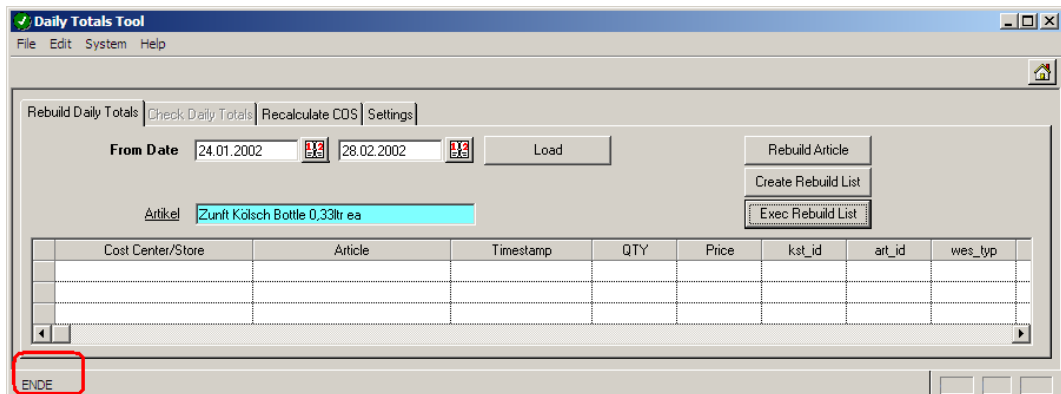 Daily Totals Tool
File Edit System Help
Rebuild Daily Totals Check Daily Totals Recalculate COS Settings
From Date 24.01.2002 28.02.2002 Load Rebuild Article
Create Rebuild List
Artikel Zunft Kölsch Bottle 0,33ltr ea Exec Rebuild List
Cost Center/Store Article Timestamp QTY Price kst_id art_id wes_typ
ENDE